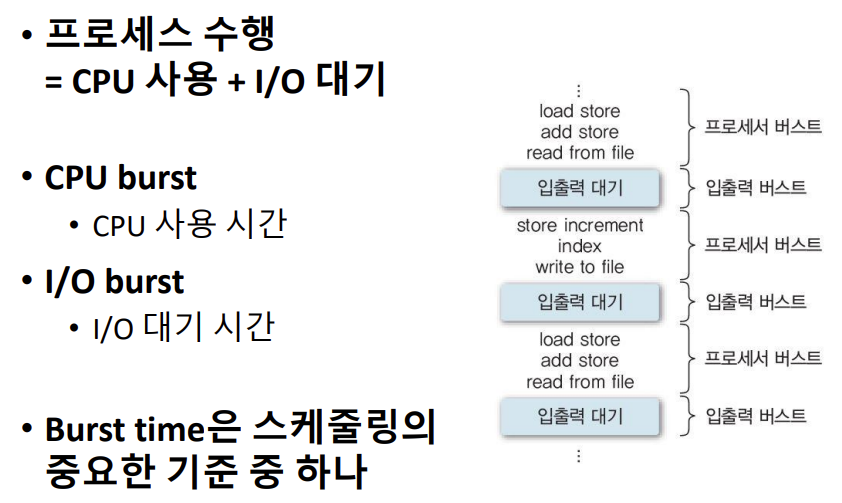 • 프로세스 수행
= CPU 사용 + I/O 대기
• CPU burst
• CPU 사용 시간
• I/O burst
• I/O 대기 시간
• Burst time은 스케줄링의
중요한 기준 중 하나
⋮
load store
add store
read from file
프로세서 버스트
입출력 대기
입출력 버스트
store increment
index
write to file
프로세서 버스트
입출력 대기
입출력 버스트
load store
add store
read from file
프로세서 버스트
입출력 대기
입출력 버스트
⋮